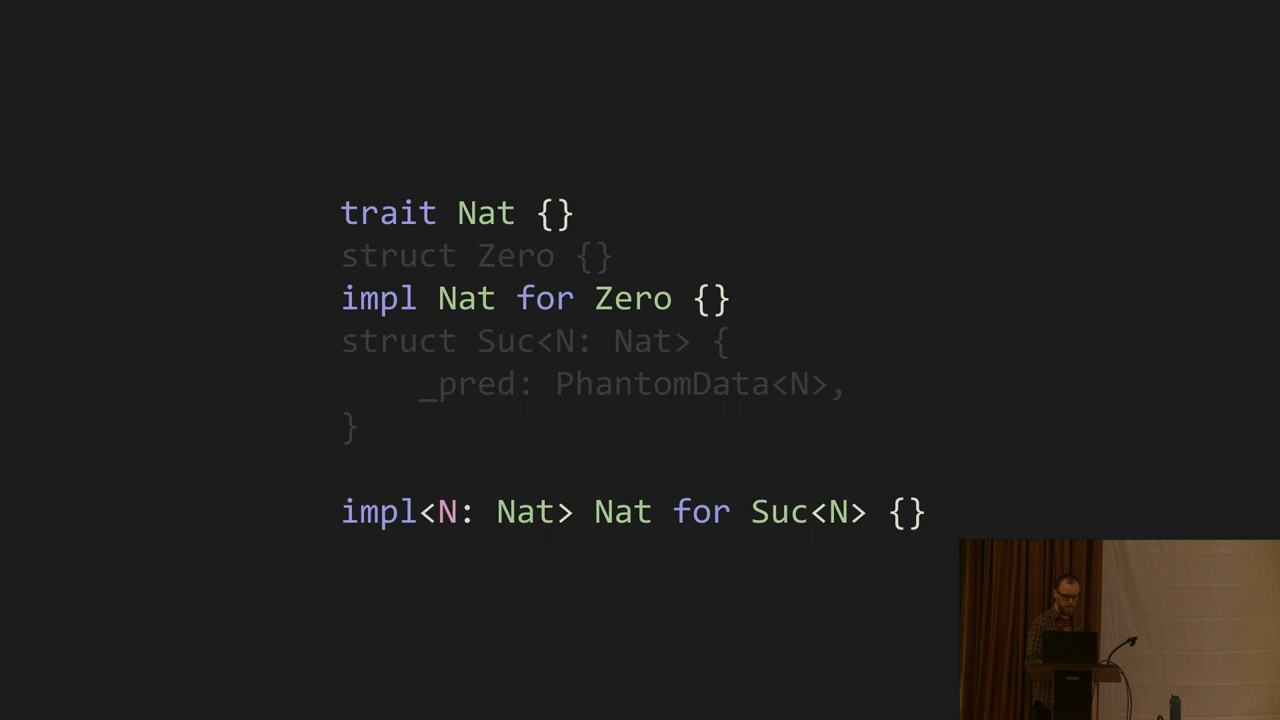 trait Nat {}
struct Zero {}
impl Nat for Zero {}
struct Suc<N: Nat> {
    _pred: PhantomData<N>,
}
impl<N: Nat> Nat for Suc<N> {}